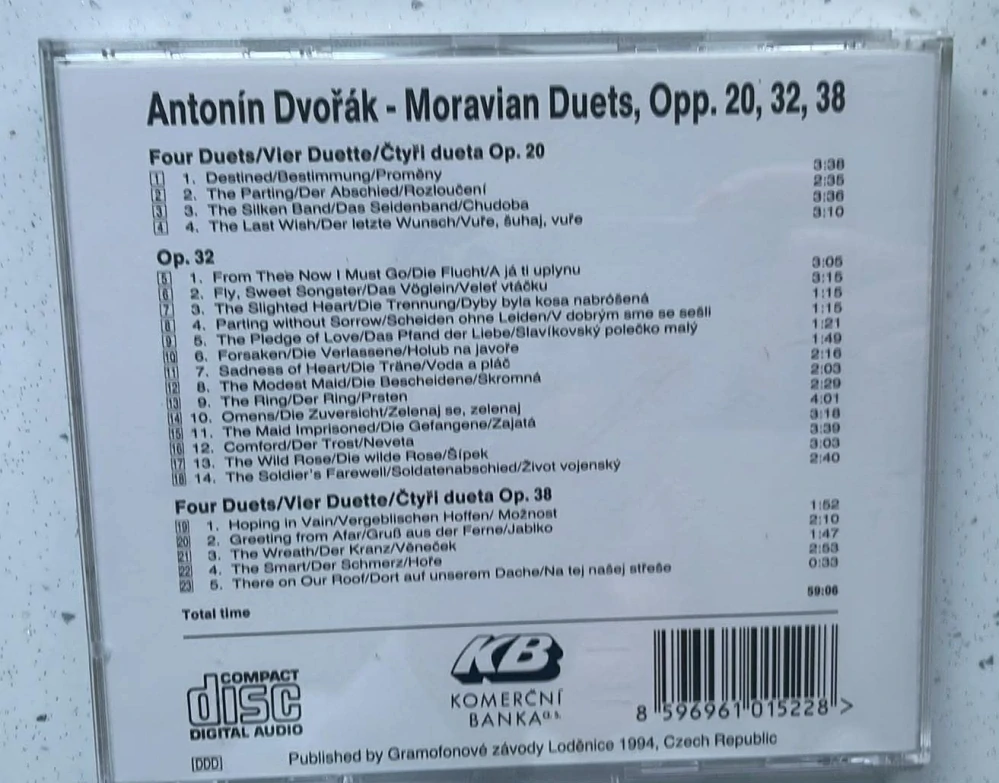 Antonín Dvořák - Moravian Duets, Opp. 20, 32, 38
Four Duets/Vier Duette/Čtyři dueta Op. 20
1 1. Destined/Bestimmung/Proměny 3:38
2 2. The Parting/Der Abschied/Rozloučení 2:35
3 3. The Silken Band/Das Seidenband/Chudoba 3:36
4 4. The Last Wish/Der letzte Wunsch/Vuře, šuhaj, vuře 3:10
Op. 32
5 1. From Thee Now I Must Go/Die Flucht/A já ti uplynu 3:05
6 2. Fly, Sweet Songster/Das Vöglein/Veleť vtáčku 3:15
7 3. The Slighted Heart/Die Trennung/Dyby byla kosa nabróšená 1:15
8 4. Parting without Sorrow/Scheiden ohne Leiden/V dobrým sme se sešli 1:15
9 5. The Pledge of Love/Das Pfand der Liebe/Slavíkovský polečko malý 1:21
10 6. Forsaken/Die Verlassene/Holub na javoře 1:49
11 7. Sadness of Heart/Die Träne/Voda a pláč 2:16
12 8. The Modest Maid/Die Bescheidene/Skromná 2:03
13 9. The Ring/Der Ring/Prsten 2:29
14 10. Omens/Die Zuversicht/Zelenaj se, zelenaj 4:01
15 11. The Maid Imprisoned/Die Gefangene/Zajatá 3:18
16 12. Comford/Der Trost/Neveta 3:39
17 13. The Wild Rose/Die wilde Rose/Šípek 3:03
18 14. The Soldier's Farewell/Soldatenabschied/Život vojenský 2:40
Four Duets/Vier Duette/Čtyři dueta Op. 38
19 1. Hoping in Vain/Vergeblischen Hoffen/ Možnost 1:52
20 2. Greeting from Afar/Gruß aus der Ferne/Jablko 2:10
21 3. The Wreath/Der Kranz/Věneček 1:47
22 4. The Smart/Der Schmerz/Hoře 2:53
23 5. There on Our Roof/Dort auf unserem Dache/Na tej našej střeše 0:33
Total time 59:06
COMPACT
disc
DIGITAL AUDIO
[DDD]
KB
KOMERČNÍ
BANKA a.s.
8 596961 015228 >
Published by Gramofonové závody Loděnice 1994, Czech Republic